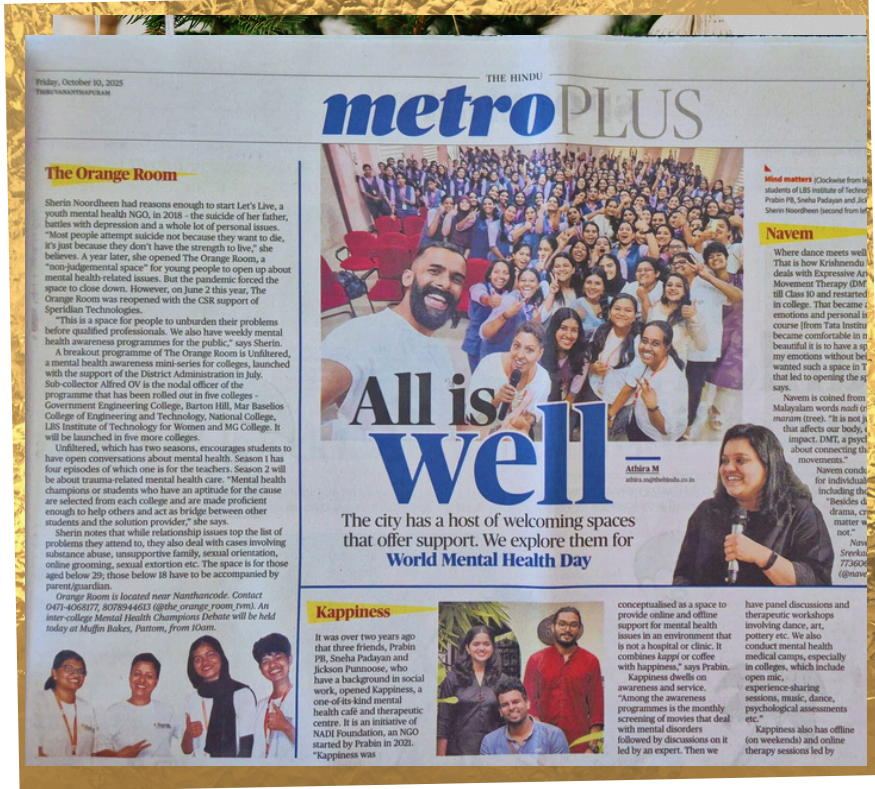 Friday, October 10, 2025
THIRUVANANTHAPURAM
THE HINDU
metroPLUS
The Orange Room
Sherin Noordheen had reasons enough to start Let's Live, a
youth mental health NGO, in 2018 - the suicide of her father,
battles with depression and a whole lot of personal issues.
"Most people attempt suicide not because they want to die,
it's just because they don't have the strength to live," she
believes. A year later, she opened The Orange Room, a
"non-judgemental space" for young people to open up about
mental health-related issues. But the pandemic forced the
space to close down. However, on June 2 this year, The
Orange Room was reopened with the CSR support of
Speridian Technologies.
"This is a space for people to unburden their problems
before qualified professionals. We also have weekly mental
health awareness programmes for the public," says Sherin.
A breakout programme of The Orange Room is Unfiltered,
a mental health awareness mini-series for colleges, launched
with the support of the District Administration in July.
Sub-collector Alfred OV is the nodal officer of the
programme that has been rolled out in five colleges -
Government Engineering College, Barton Hill, Mar Baselios
College of Engineering and Technology, National College,
LBS Institute of Technology for Women and MG College. It
will be launched in five more colleges.
Unfiltered, which has two seasons, encourages students to
have open conversations about mental health. Season 1 has
four episodes of which one is for the teachers. Season 2 will
be about trauma-related mental health care. "Mental health
champions or students who have an aptitude for the cause
are selected from each college and are made proficient
enough to help others and act as bridge between other
students and the solution provider," she says.
Sherin notes that while relationship issues top the list of
problems they attend to, they also deal with cases involving
substance abuse, unsupportive family, sexual orientation,
online grooming, sexual extortion etc. The space is for those
aged below 29; those below 18 have to be accompanied by
parent/guardian.
Orange Room is located near Nanthancode. Contact
0471-4068177, 8078944613 (@the_orange_room_tvm). An
inter-college Mental Health Champions Debate will be held
today at Muffin Bakes, Pattom, from 10am.
All is
well
Athira M
athira.m@thehindu.co.in
The city has a host of welcoming spaces
that offer support. We explore them for
World Mental Health Day
Mind matters (Clockwise from
students of LBS Institute of
Prabin PB, Sneha Padayan and
Sherin Noordheen (second from
Navem
Where dance meets well
That is how Krishnendu
deals with Expressive
Movement Therapy
till Class 10 and restarted
in college. That became
emotions and personal
course [from Tata
became comfortable in
beautiful it is to have a
my emotions without
wanted such a space in
that led to opening the
says.
Navem is coined from
Malayalam words nadi
maram (tree). "It is not
that affects our body,
impact. DMT, a
about connecting
movements."
Navem
for
including
"Besides
drama,
matter
not."
Kappiness
It was over two years ago
that three friends, Prabin
PB, Sneha Padayan and
Jickson Punnoose, who
have a background in social
work, opened Kappiness, a
one-of-its-kind mental
health café and therapeutic
centre. It is an initiative of
NADI Foundation, an NGO
started by Prabin in 2021.
"Kappiness was
conceptualised as a space to
provide online and offline
support for mental health
issues in an environment that
is not a hospital or clinic. It
combines kappi or coffee
with happiness," says Prabin.
Kappiness dwells on
awareness and service.
"Among the awareness
programmes is the monthly
screening of movies that deal
with mental disorders
followed by discussions on it
led by an expert. Then we
have panel discussions and
therapeutic workshops
involving dance, art,
pottery etc. We also
conduct mental health
medical camps, especially
in colleges, which include
open mic,
experience-sharing
sessions, music, dance,
psychological assessments
etc."
Kappiness also has offline
(on weekends) and online
therapy sessions led by